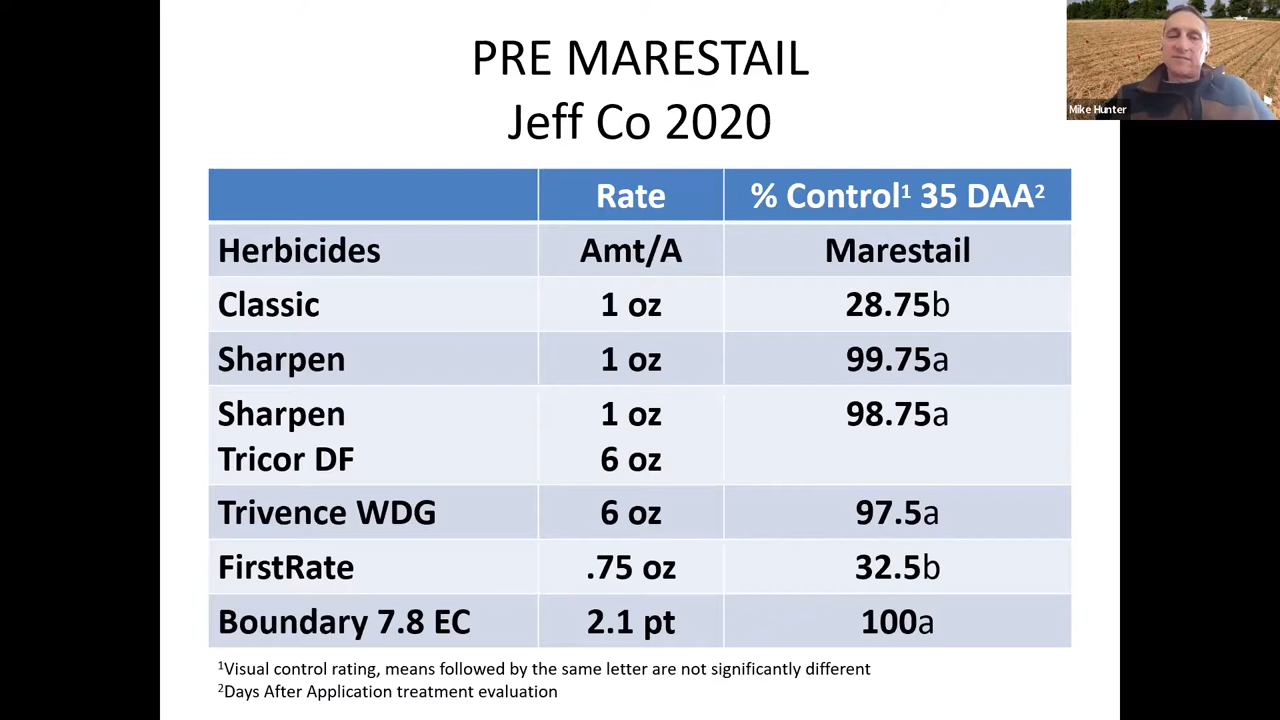 PRE MARESTAIL
Jeff Co 2020
Mike Hunter
Rate % Control¹ 35 DAA²
Herbicides Amt/A Marestail
Classic 1 oz 28.75b
Sharpen 1 oz 99.75a
Sharpen 1 oz 98.75a
Tricor DF 6 oz
Trivence WDG 6 oz 97.5a
FirstRate .75 oz 32.5b
Boundary 7.8 EC 2.1 pt 100a
¹Visual control rating, means followed by the same letter are not significantly different
²Days After Application treatment evaluation